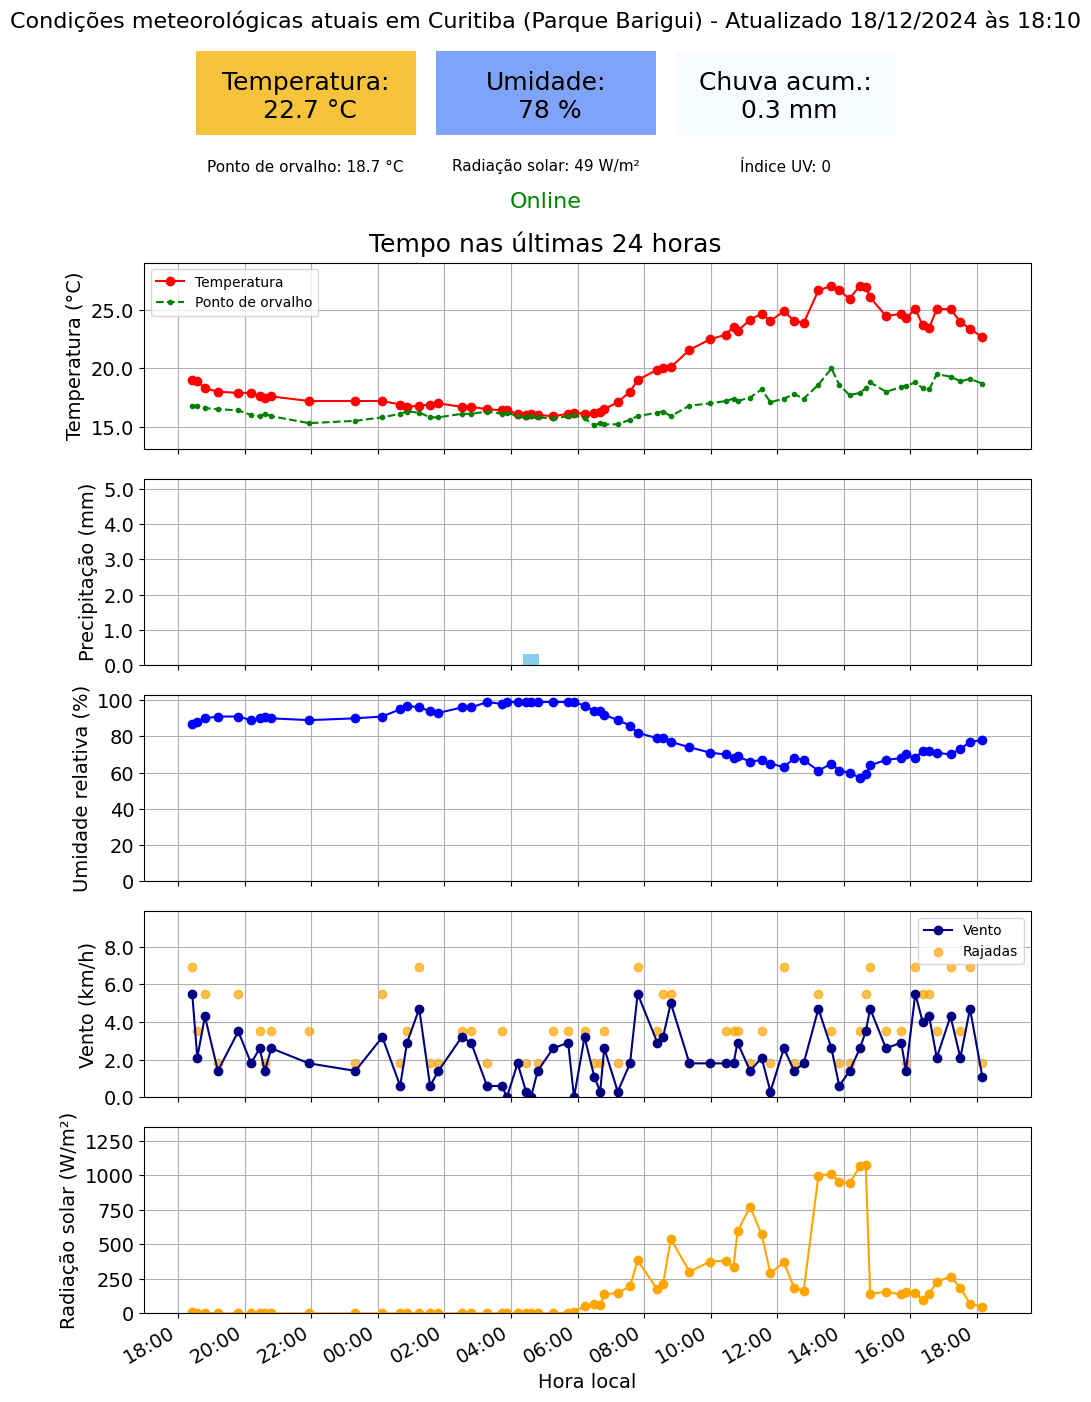 Condições meteorológicas atuais em Curitiba (Parque Barigui) - Atualizado 18/12/2024 às 18:10
Temperatura:
22.7 °C
Umidade:
78 %
Chuva acum.:
0.3 mm
Ponto de orvalho: 18.7 °C
Radiação solar: 49 W/m²
Índice UV: 0
Online
Tempo nas últimas 24 horas
Temperatura (°C)
25.0
20.0
15.0
Temperatura
Ponto de orvalho
Precipitação (mm)
5.0
4.0
3.0
2.0
1.0
0.0
Umidade relativa (%)
100
80
60
40
20
0
Vento (km/h)
8.0
6.0
4.0
2.0
0.0
Vento
Rajadas
Radiação solar (W/m²)
1250
1000
750
500
250
0
18:00
20:00
22:00
00:00
02:00
04:00
06:00
08:00
10:00
12:00
14:00
16:00
18:00
Hora local